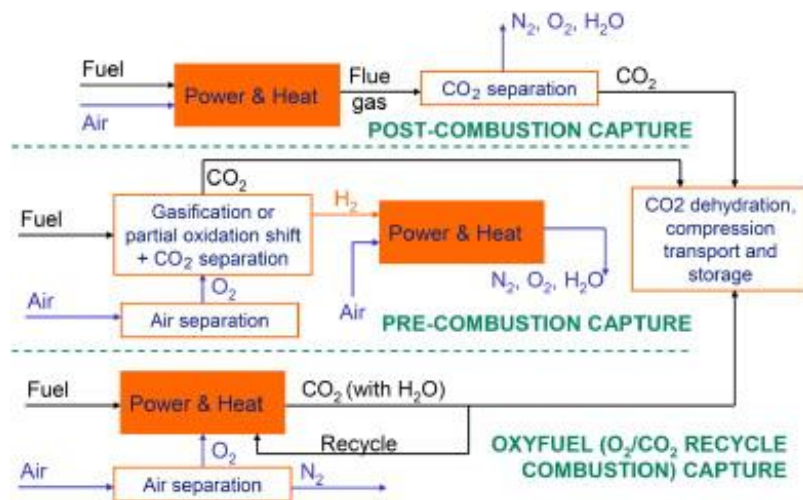 N₂, O₂, H₂O
Fuel
Flue
gas
Power & Heat
CO₂ separation
CO₂
Air
POST-COMBUSTION CAPTURE
CO₂
Fuel
Gasification or
partial oxidation shift
+ CO₂ separation
H₂
Power & Heat
CO2 dehydration,
compression
transport and
storage
O₂
N₂, O₂, H₂O
Air
Air separation
Air
PRE-COMBUSTION CAPTURE
Fuel
Power & Heat
CO₂ (with H₂O)
Recycle
O₂
Air
Air separation
N₂
OXYFUEL (O₂/CO₂ RECYCLE
COMBUSTION) CAPTURE